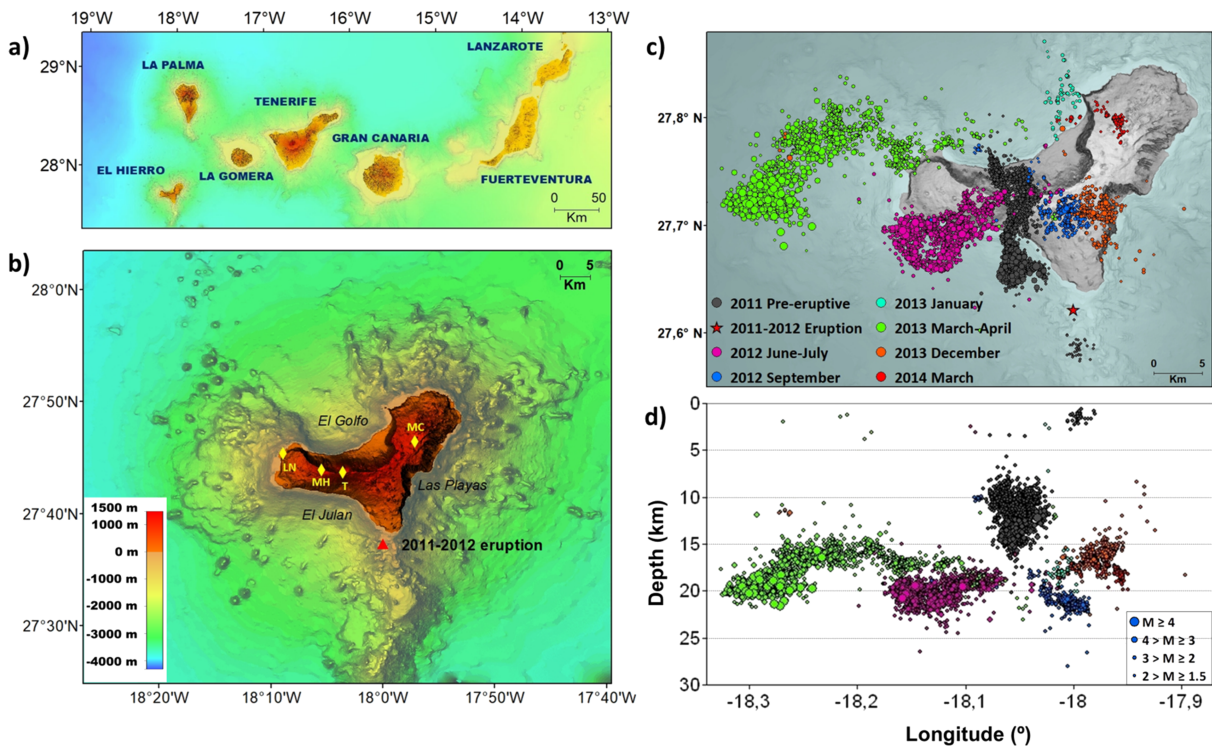 a)
19°W 18°W 17°W 16°W 15°W 14°W 13°W
29°N
28°N
LANZAROTE
LA PALMA
TENERIFE
GRAN CANARIA
EL HIERRO
LA GOMERA
FUERTEVENTURA
0 50
Km
b)
28°0'N
27°50'N
27°40'N
27°30'N
0 5
Km
El Golfo
MC
LN
MH
T
Las Playas
El Julan
2011-2012 eruption
1500 m
1000 m
0 m
-1000 m
-2000 m
-3000 m
-4000 m
18°20'W 18°10'W 18°0'W 17°50'W 17°40'W
c)
27,8°
27,7°
27,6°
2011 Pre-eruptive
2011-2012 Eruption
2012 June-July
2012 September
2013 January
2013 March-April
2013 December
2014 March
0 5
Km
d)
0
5
10
15
20
25
30
Depth (km)
M ≥ 4
4 > M ≥ 3
3 > M ≥ 2
2 > M ≥ 1.5
-18,3 -18,2 -18,1 -18 -17,9
Longitude (º)